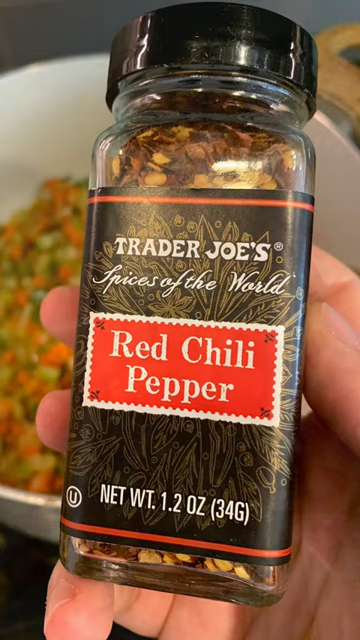 TRADER JOE'S®
Spices of the World
Red Chili
Pepper
U
NET WT. 1.2 OZ (34G)